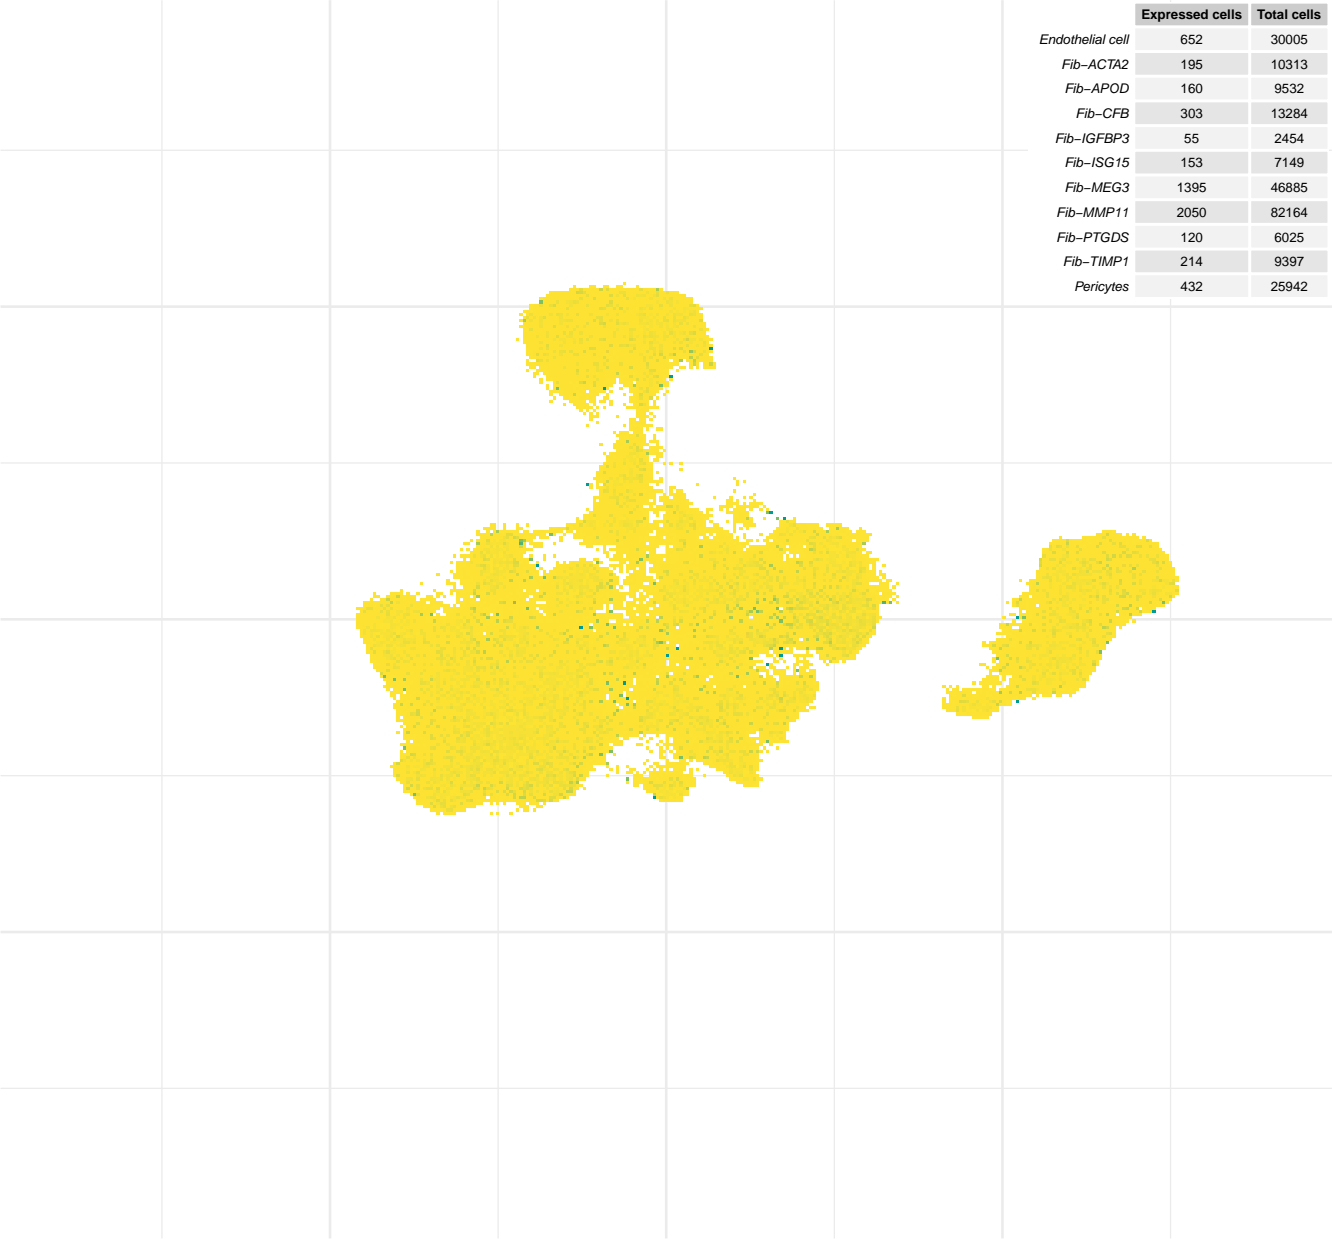 Expressed cells Total cells
Endothelial cell 652 30005
Fib−ACTA2 195 10313
Fib−APOD 160 9532
Fib−CFB 303 13284
Fib−IGFBP3 55 2454
Fib−ISG15 153 7149
Fib−MEG3 1395 46885
Fib−MMP11 2050 82164
Fib−PTGDS 120 6025
Fib−TIMP1 214 9397
Pericytes 432 25942